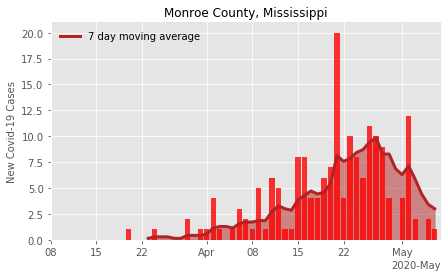 Monroe County, Mississippi
7 day moving average
New Covid-19 Cases
20.0
17.5
15.0
12.5
10.0
7.5
5.0
2.5
0.0
08 15 22 Apr 08 15 22 May
2020-May